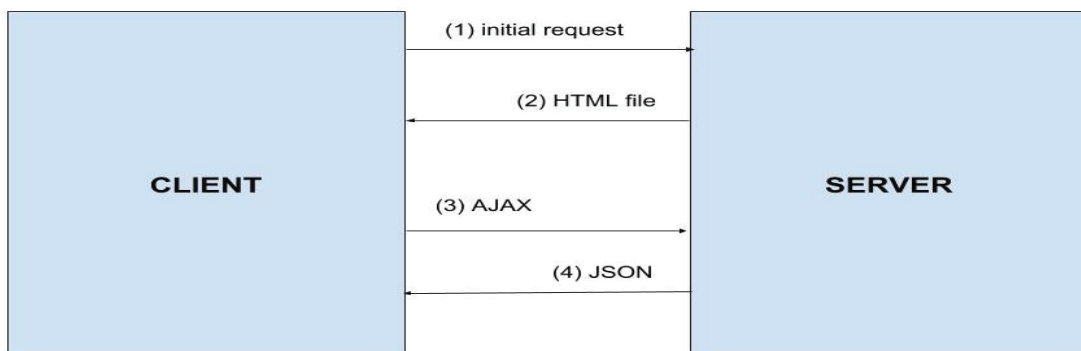 (1) initial request
(2) HTML file
CLIENT
SERVER
(3) AJAX
(4) JSON